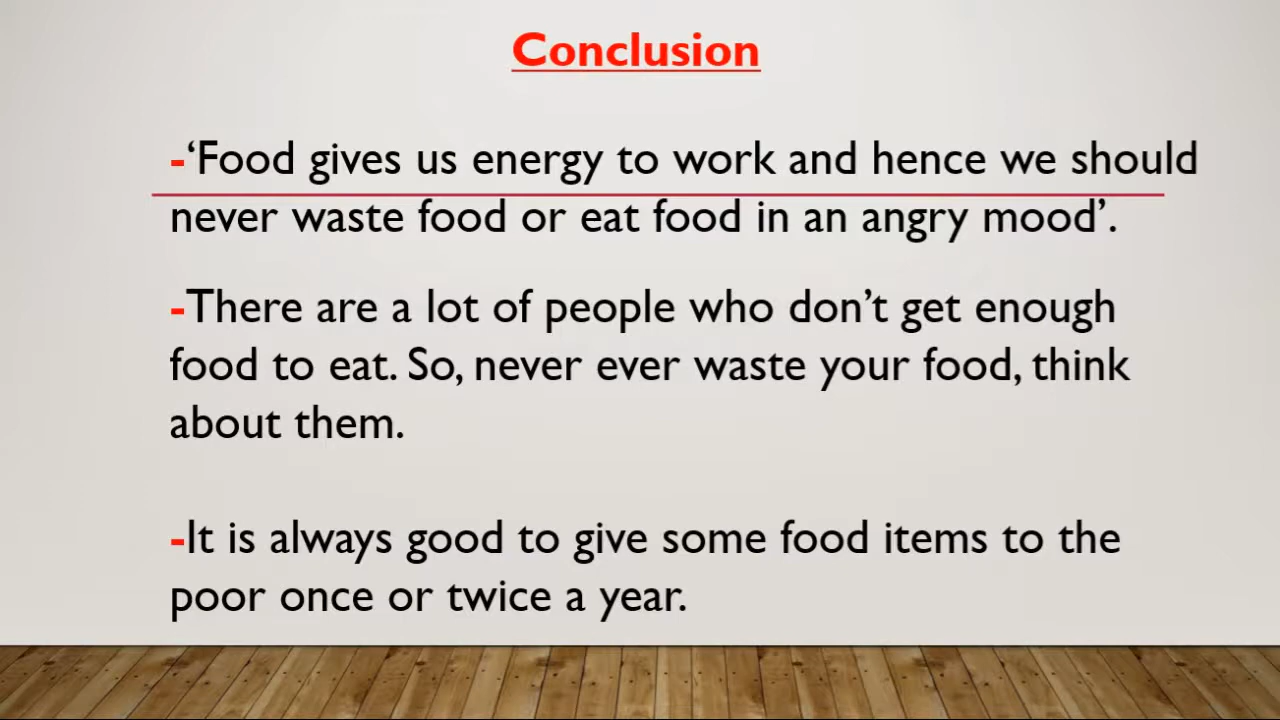 Conclusion
-‘Food gives us energy to work and hence we should
never waste food or eat food in an angry mood’.
-There are a lot of people who don’t get enough
food to eat. So, never ever waste your food, think
about them.
-It is always good to give some food items to the
poor once or twice a year.